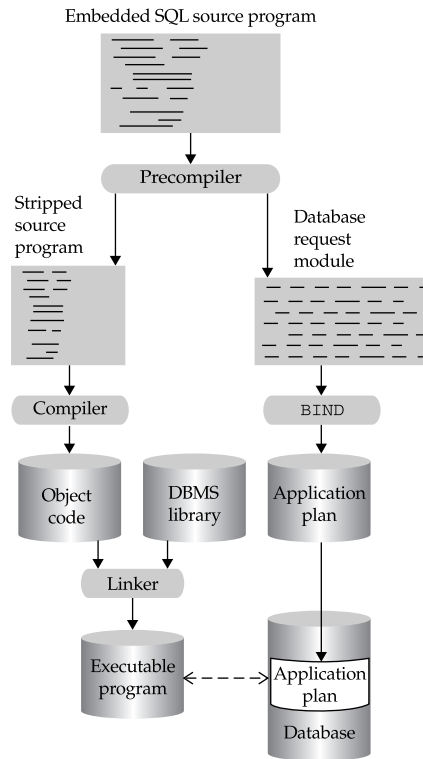 Embedded SQL source program
Precompiler
Stripped
source
program
Database
request
module
Compiler
BIND
Object
code
DBMS
library
Application
plan
Linker
Executable
program
Application
plan
Database